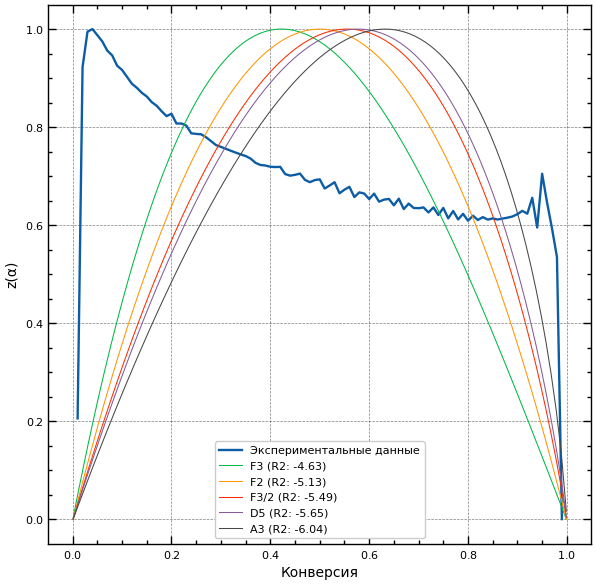 1.0
0.8
0.6
0.4
0.2
0.0
z(α)
Экспериментальные данные
F3 (R2: -4.63)
F2 (R2: -5.13)
F3/2 (R2: -5.49)
D5 (R2: -5.65)
A3 (R2: -6.04)
0.0 0.2 0.4 0.6 0.8 1.0
Конверсия